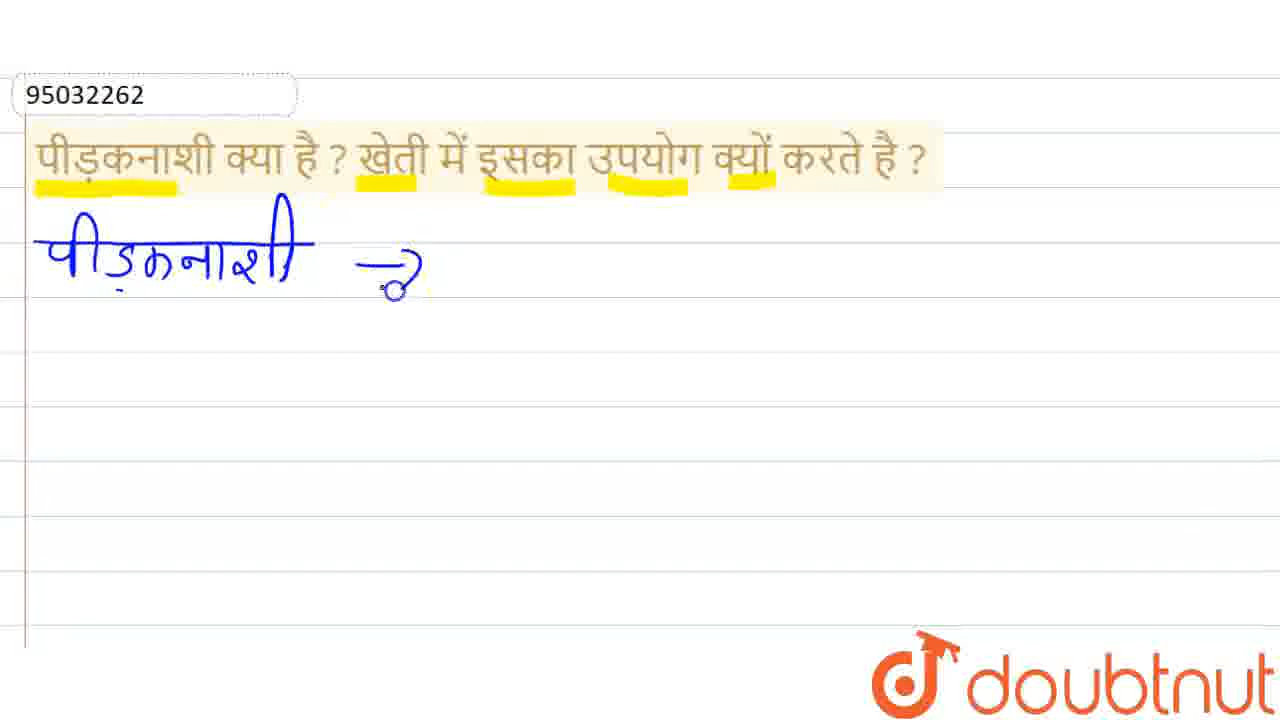 95032262
पीड़कनाशी क्या है ? खेती में इसका उपयोग क्यों करते है ?
पीड़कनाशी →
doubtnut